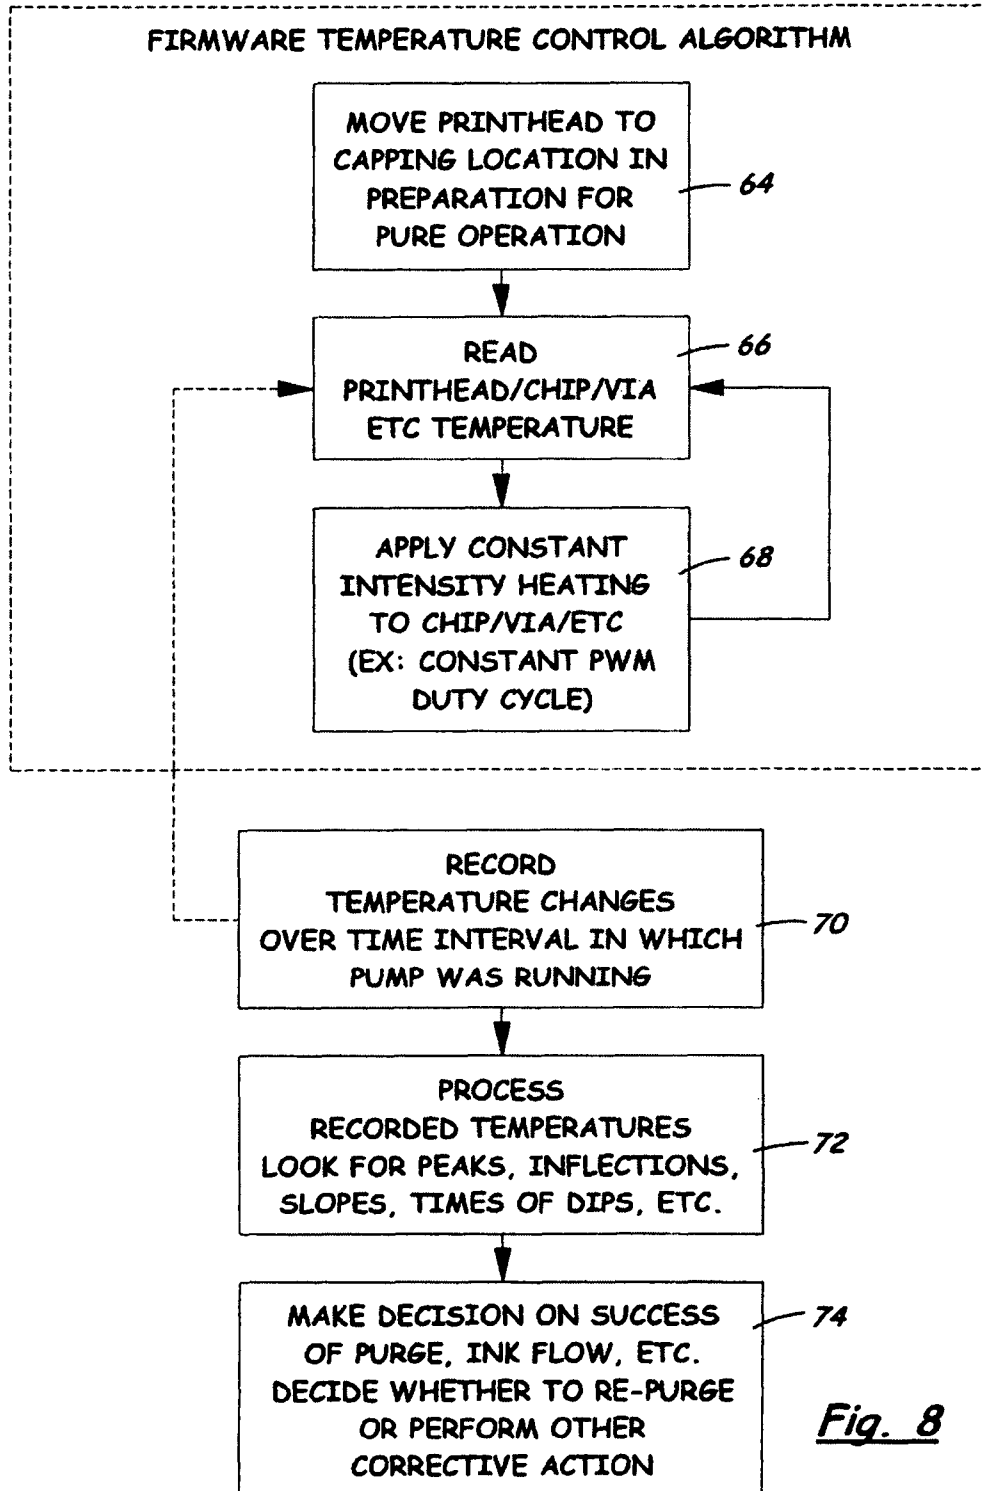 FIRMWARE TEMPERATURE CONTROL ALGORITHM
MOVE PRINTHEAD TO
CAPPING LOCATION IN
PREPARATION FOR
PURE OPERATION
64
READ
PRINTHEAD/CHIP/VIA
ETC TEMPERATURE
66
APPLY CONSTANT
INTENSITY HEATING
TO CHIP/VIA/ETC
(EX: CONSTANT PWM
DUTY CYCLE)
68
RECORD
TEMPERATURE CHANGES
OVER TIME INTERVAL IN WHICH
PUMP WAS RUNNING
70
PROCESS
RECORDED TEMPERATURES
LOOK FOR PEAKS, INFLECTIONS,
SLOPES, TIMES OF DIPS, ETC.
72
MAKE DECISION ON SUCCESS
OF PURGE, INK FLOW, ETC.
DECIDE WHETHER TO RE-PURGE
OR PERFORM OTHER
CORRECTIVE ACTION
74
Fig. 8